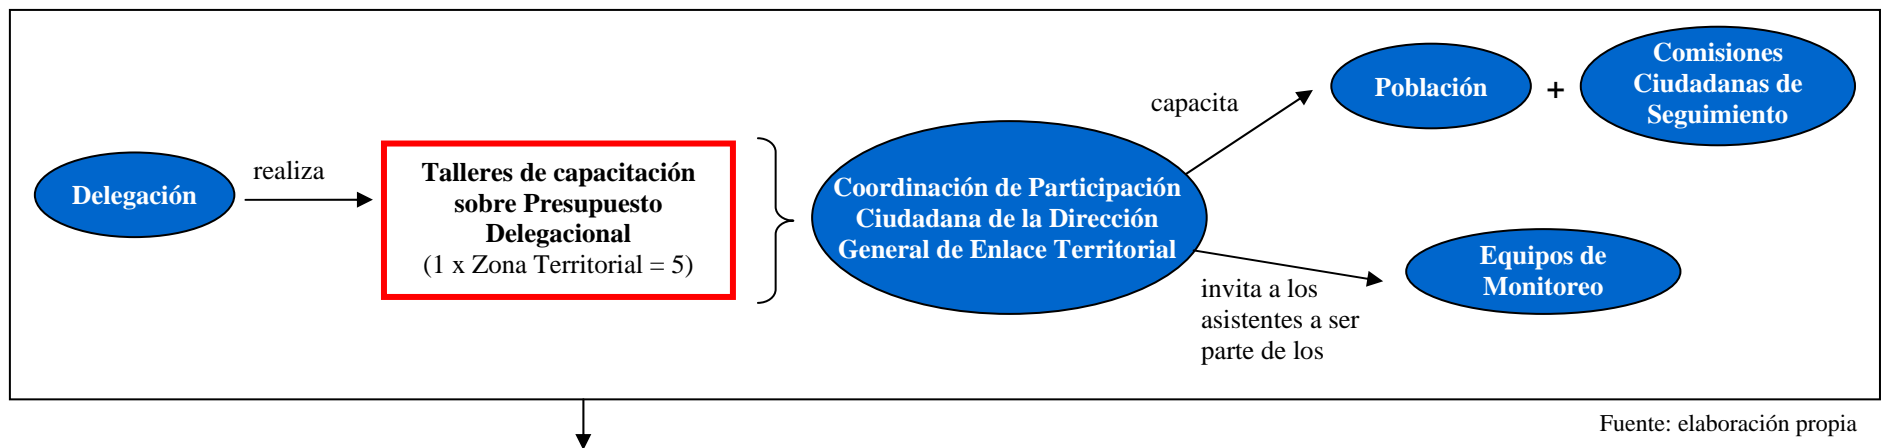 Delegación
realiza
Talleres de capacitación
sobre Presupuesto
Delegacional
(1 x Zona Territorial = 5)
Coordinación de Participación
Ciudadana de la Dirección
General de Enlace Territorial
capacita
Población
+
Comisiones
Ciudadanas de
Seguimiento
invita a los
asistentes a ser
parte de los
Equipos de
Monitoreo
Fuente: elaboración propia